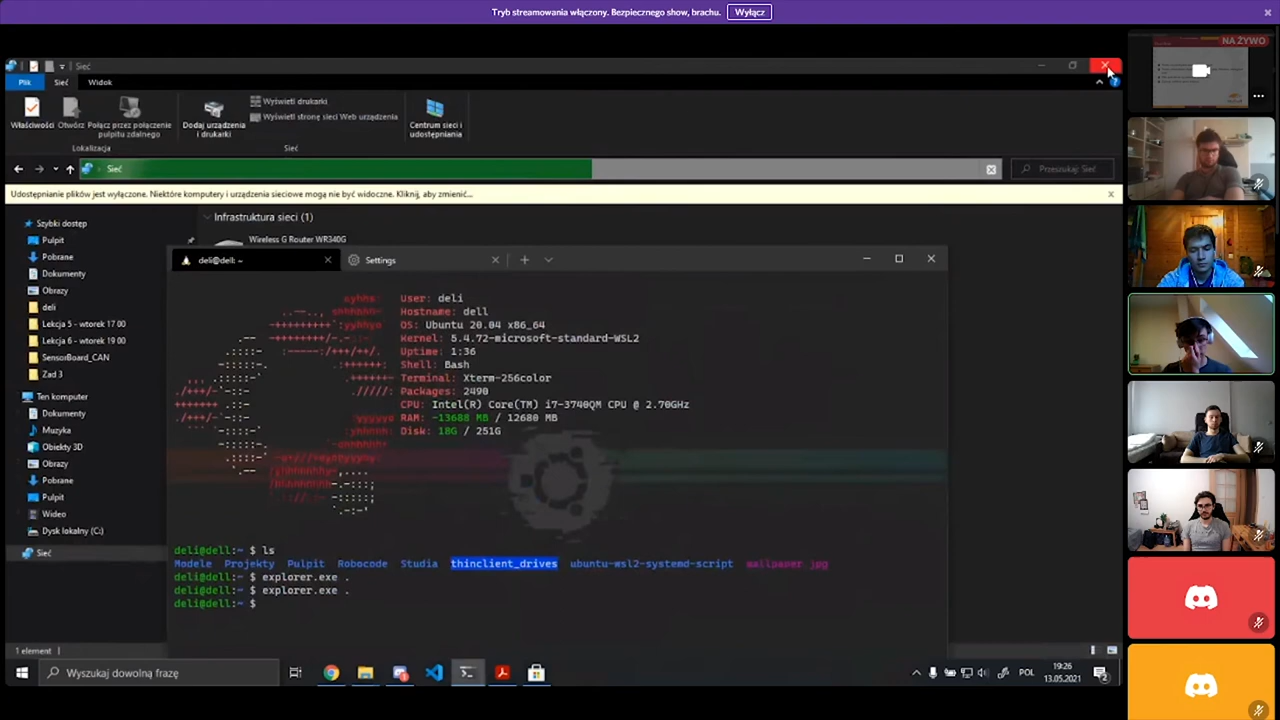 Tryb streamowania włączony. Bezpiecznego show, brachu. Wyłącz
NA ŻYWO
Sieć
Plik Sieć Widok
Właściwości Otwórz Połącz przez połączenie pulpitu zdalnego
Dodaj urządzenia i drukarki
Wyświetl drukarki
Wyświetl stronę sieci Web urządzenia
Centrum sieci i udostępniania
Lokalizacja Sieć
Sieć
Przeszukaj: Sieć
Udostępnianie plików jest wyłączone. Niektóre komputery i urządzenia sieciowe mogą nie być widoczne. Kliknij, aby zmienić...
Szybki dostęp
Pulpit
Pobrane
Dokumenty
Obrazy
deli
Lekcja 5 - wtorek 17 00
Lekcja 6 - wtorek 19 00
SensorBoard_CAN
Zad 3
Ten komputer
Dokumenty
Muzyka
Obiekty 3D
Obrazy
Pobrane
Pulpit
Wideo
Dysk lokalny (C:)
Sieć
1 element
Infrastruktura sieci (1)
Wireless G Router WR340G
deli@dell: ~ Settings
User: deli
Hostname: dell
OS: Ubuntu 20.04 x86_64
Kernel: 5.4.72-microsoft-standard-WSL2
Uptime: 1:36
Shell: Bash
Terminal: Xterm-256color
Packages: 2490
CPU: Intel(R) Core(TM) i7-3740QM CPU @ 2.70GHz
RAM: -13688 MB / 12680 MB
Disk: 18G / 251G
deli@dell:~ $ ls
Modele Projekty Pulpit Robocode Studia thinclient_drives ubuntu-wsl2-systemd-script wallpaper.jpg
deli@dell:~ $ explorer.exe .
deli@dell:~ $ explorer.exe .
deli@dell:~ $
Wyszukaj dowolną frazę
POL
19:26
13.05.2021
2